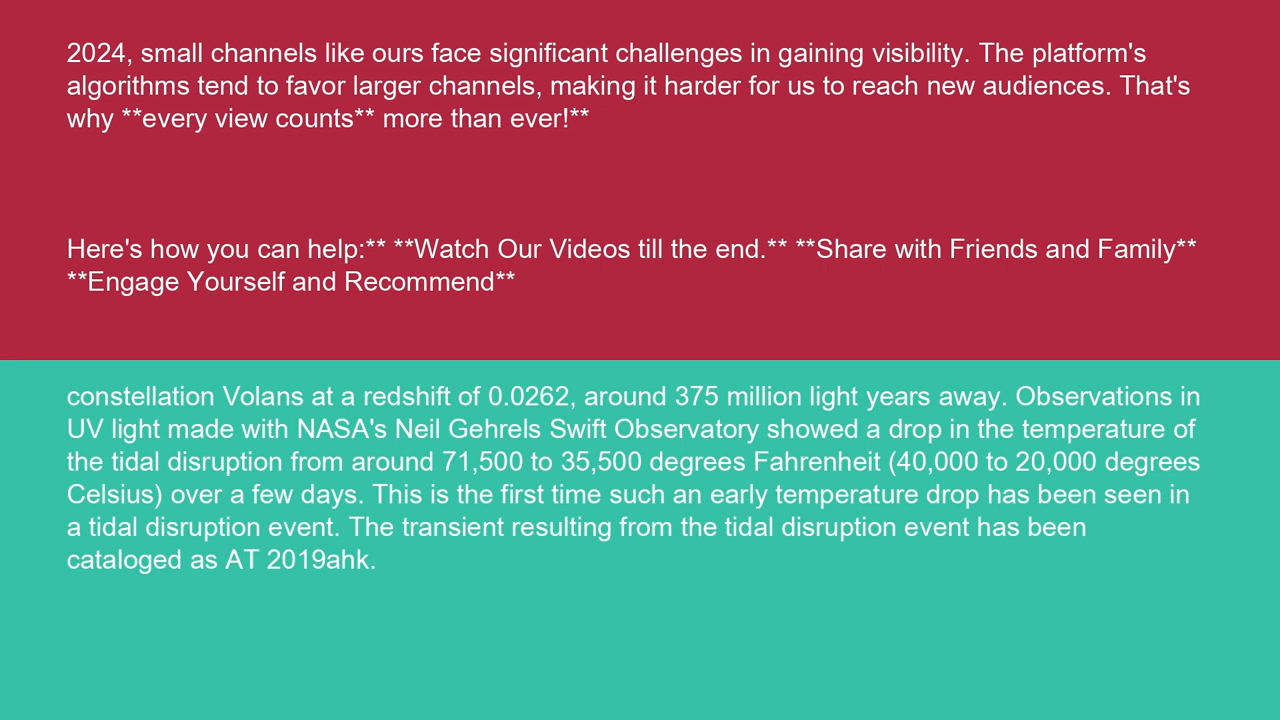 2024, small channels like ours face significant challenges in gaining visibility. The platform's
algorithms tend to favor larger channels, making it harder for us to reach new audiences. That's
why **every view counts** more than ever!**
Here's how you can help:** **Watch Our Videos till the end.** **Share with Friends and Family**
**Engage Yourself and Recommend**
constellation Volans at a redshift of 0.0262, around 375 million light years away. Observations in
UV light made with NASA's Neil Gehrels Swift Observatory showed a drop in the temperature of
the tidal disruption from around 71,500 to 35,500 degrees Fahrenheit (40,000 to 20,000 degrees
Celsius) over a few days. This is the first time such an early temperature drop has been seen in
a tidal disruption event. The transient resulting from the tidal disruption event has been
cataloged as AT 2019ahk.